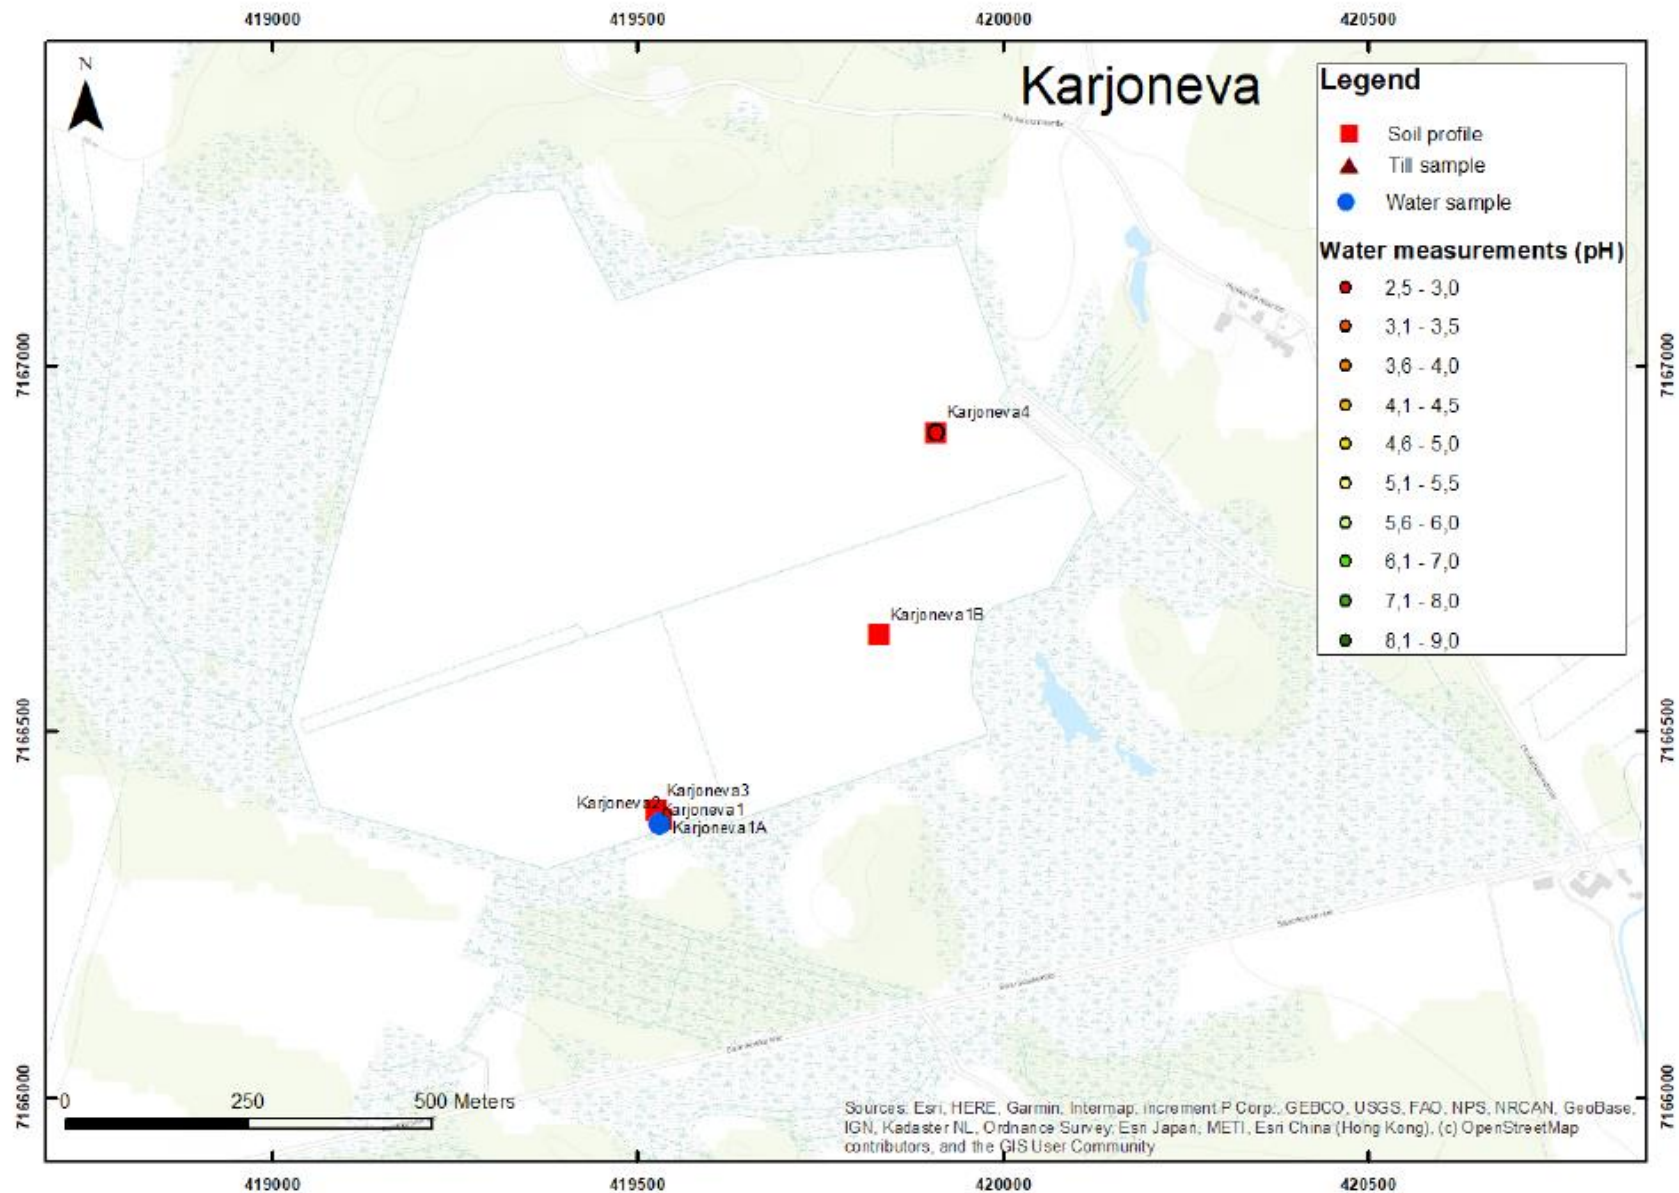 419000
419500
420000
420500
N
Karjoneva
Legend
Soil profile
Till sample
Water sample
Water measurements (pH)
2,5 - 3,0
3,1 - 3,5
3,6 - 4,0
4,1 - 4,5
4,6 - 5,0
5,1 - 5,5
5,6 - 6,0
6,1 - 7,0
7,1 - 8,0
8,1 - 9,0
7167000
7167000
Karjoneva4
Karjoneva1B
7166500
7166500
Karjoneva3
Karjoneva2
Karjoneva1
Karjoneva1A
7166000
7166000
0
250
500 Meters
Sources: Esri, HERE, Garmin, Intermap, increment P Corp., GEBCO, USGS, FAO, NPS, NRCAN, GeoBase,
IGN, Kadaster NL, Ordnance Survey, Esri Japan, METI, Esri China (Hong Kong), (c) OpenStreetMap
contributors, and the GIS User Community
419000
419500
420000
420500